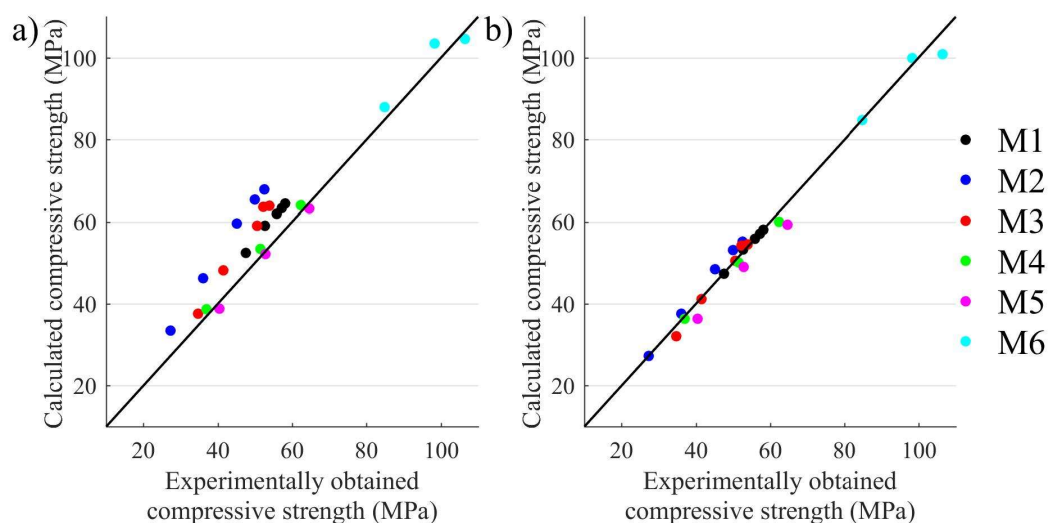 a)
Calculated compressive strength (MPa)
100
80
60
40
20
20 40 60 80 100
Experimentally obtained
compressive strength (MPa)
b)
Calculated compressive strength (MPa)
100
80
60
40
20
20 40 60 80 100
Experimentally obtained
compressive strength (MPa)
M1
M2
M3
M4
M5
M6